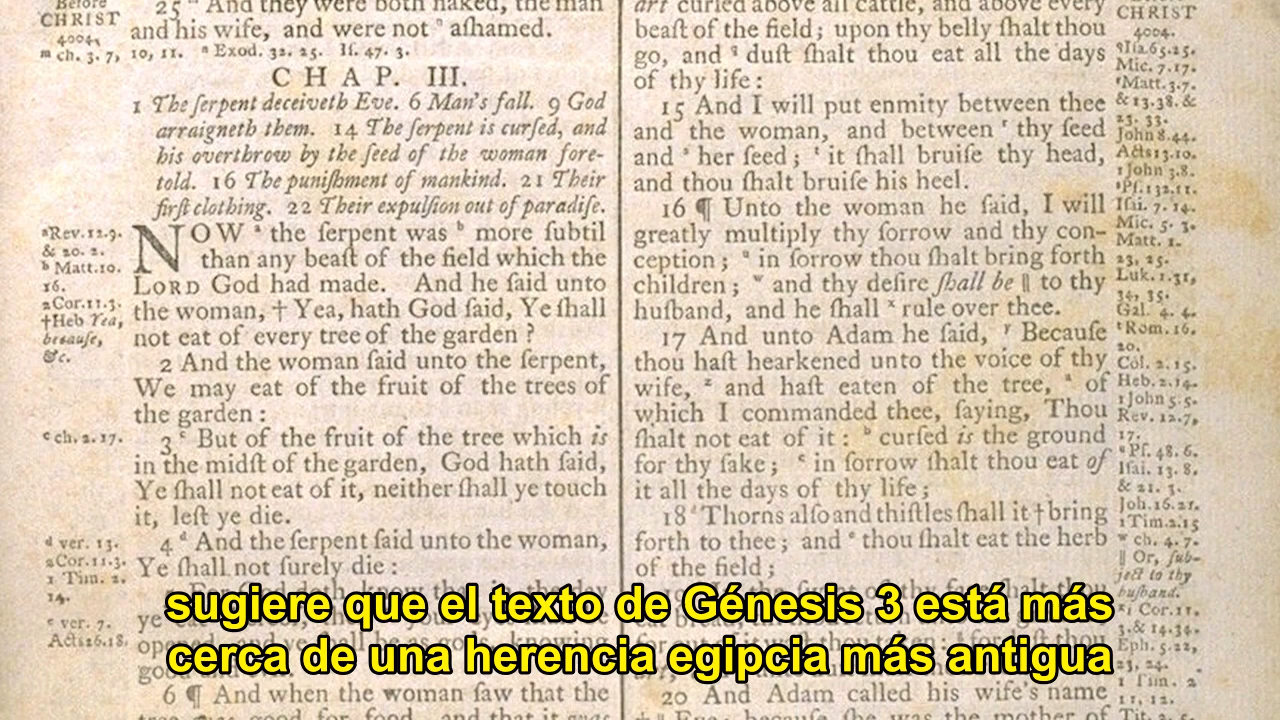 Before
CHRIST
4004.
m ch. 3. 7,
25 And they were both naked, the man
and his wife, and were not ° aſhamed.
10, 11. ⁿ Exod. 32. 25. Iſ. 47. 3.
CHAP. III.
1 The ſerpent deceiveth Eve. 6 Man's fall. 9 God
arraigneth them. 14 The ſerpent is curſed, and
his overthrow by the ſeed of the woman fore-
told. 16 The puniſhment of mankind. 21 Their
firſt clothing. 22 Their expulſion out of paradiſe.
NOW ᵃ the ſerpent was ᵇ more ſubtil
than any beaſt of the field which the
LORD God had made. And he ſaid unto
the woman, † Yea, hath God ſaid, Ye ſhall
not eat of every tree of the garden ?
2 And the woman ſaid unto the ſerpent,
We may eat of the fruit of the trees of
the garden :
3 ᶜ But of the fruit of the tree which is
in the midſt of the garden, God hath ſaid,
Ye ſhall not eat of it, neither ſhall ye touch
it, leſt ye die.
4 ᵈ And the ſerpent ſaid unto the woman,
Ye ſhall not ſurely die :
6 ¶ And when the woman ſaw that the
ᵃRev. 12.9.
& 20. 2.
ᵇ Matt.10.
16.
2Cor.11.3.
†Heb Yea,
becauſe,
&c.
ᶜ ch. 2. 17.
ᵈ ver. 13.
2Cor.11.3.
1 Tim. 2.
14.
ᵉ ver. 7.
Acts26.18.
art curſed above all cattle, and above every
beaſt of the field ; upon thy belly ſhalt thou
go, and ᑫ duſt ſhalt thou eat all the days
of thy life :
15 And I will put enmity between thee
and the woman, and between ʳ thy ſeed
and ˢ her ſeed ; ᵗ it ſhall bruiſe thy head,
and thou ſhalt bruiſe his heel.
16 ¶ Unto the woman he ſaid, I will
greatly multiply thy ſorrow and thy con-
ception ; ᵘ in ſorrow thou ſhalt bring forth
children ; ʷ and thy deſire ſhall be ‖ to thy
huſband, and he ſhall ˣ rule over thee.
17 And unto Adam he ſaid, ʸ Becauſe
thou haſt hearkened unto the voice of thy
wife, ᶻ and haſt eaten of the tree, ᵃ of
which I commanded thee, ſaying, Thou
ſhalt not eat of it : ᵇ curſed is the ground
for thy ſake ; ᶜ in ſorrow ſhalt thou eat of
it all the days of thy life ;
18 ᵈ Thorns alſo and thiſtles ſhall it † bring
forth to thee ; and ᵉ thou ſhalt eat the herb
of the field ;
20 And Adam called his wife's name
CHRIST
4004.
ᑫIſa.65.25.
Mic. 7.17.
ʳMatt.3.7.
& 13.38. &
23. 33.
John 8.44.
Acts13.10.
1 John 3.8.
ˢPſ.132.11.
Iſai. 7. 14.
Mic. 5. 3.
Matt. 1.
23, 25.
Luk.1.31,
34, 35.
Gal. 4. 4.
ᵗRom. 16.
20.
Col. 2.15.
Heb. 2.14.
1 John 5.5.
Rev. 12.7,
17.
ᵘPſ. 48. 6.
Iſai. 13. 8.
& 21. 3.
Joh.16.21.
1Tim.2.15
ʷ ch. 4. 7.
‖ Or, ſub-
ject to thy
huſband.
ˣ1 Cor.11.
3.& 14.34.
Eph. 5.22,
23, 24.
1 Tim. 2
11, 12.
sugiere que el texto de Génesis 3 está más
cerca de una herencia egipcia más antigua